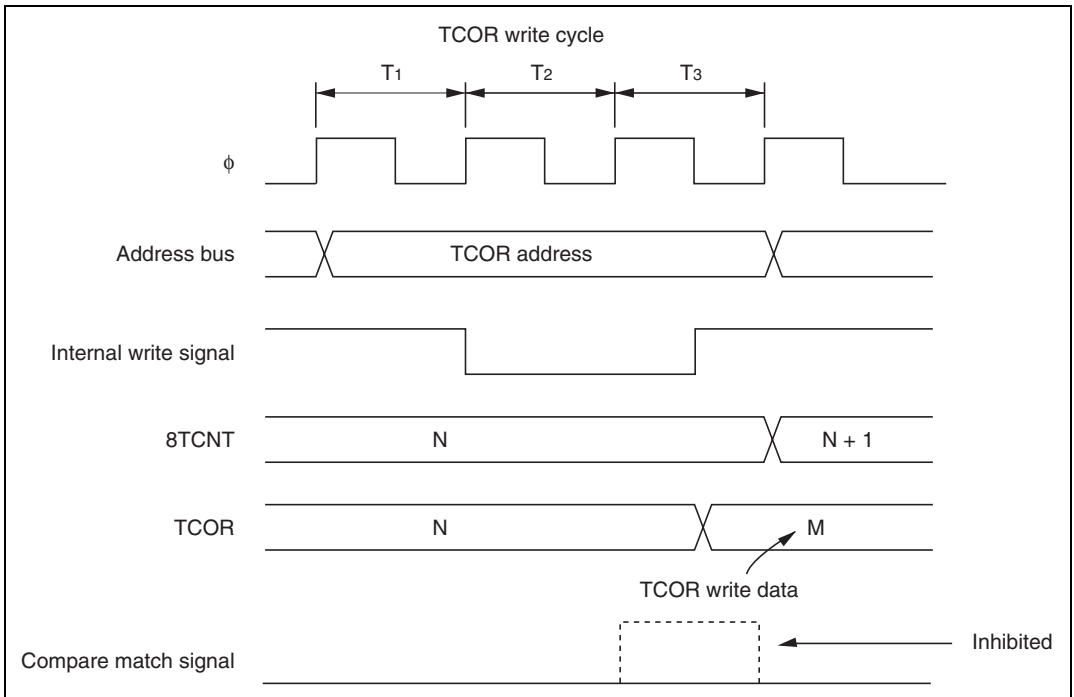 TCOR write cycle
T1 T2 T3
φ
Address bus
TCOR address
Internal write signal
8TCNT
N
N + 1
TCOR
N
M
TCOR write data
Compare match signal
Inhibited